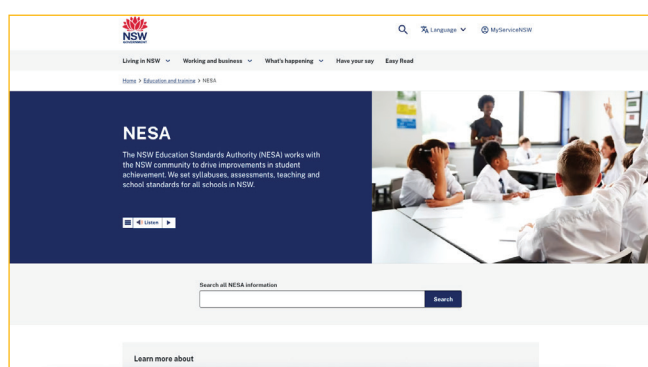 NSW
GOVERNMENT
Language
MyServiceNSW
Living in NSW
Working and business
What's happening
Have your say
Easy Read
Home > Education and training > NESA
NESA
The NSW Education Standards Authority (NESA) works with
the NSW community to drive improvements in student
achievement. We set syllabuses, assessments, teaching and
school standards for all schools in NSW.
Listen
Search all NESA information
Search
Learn more about